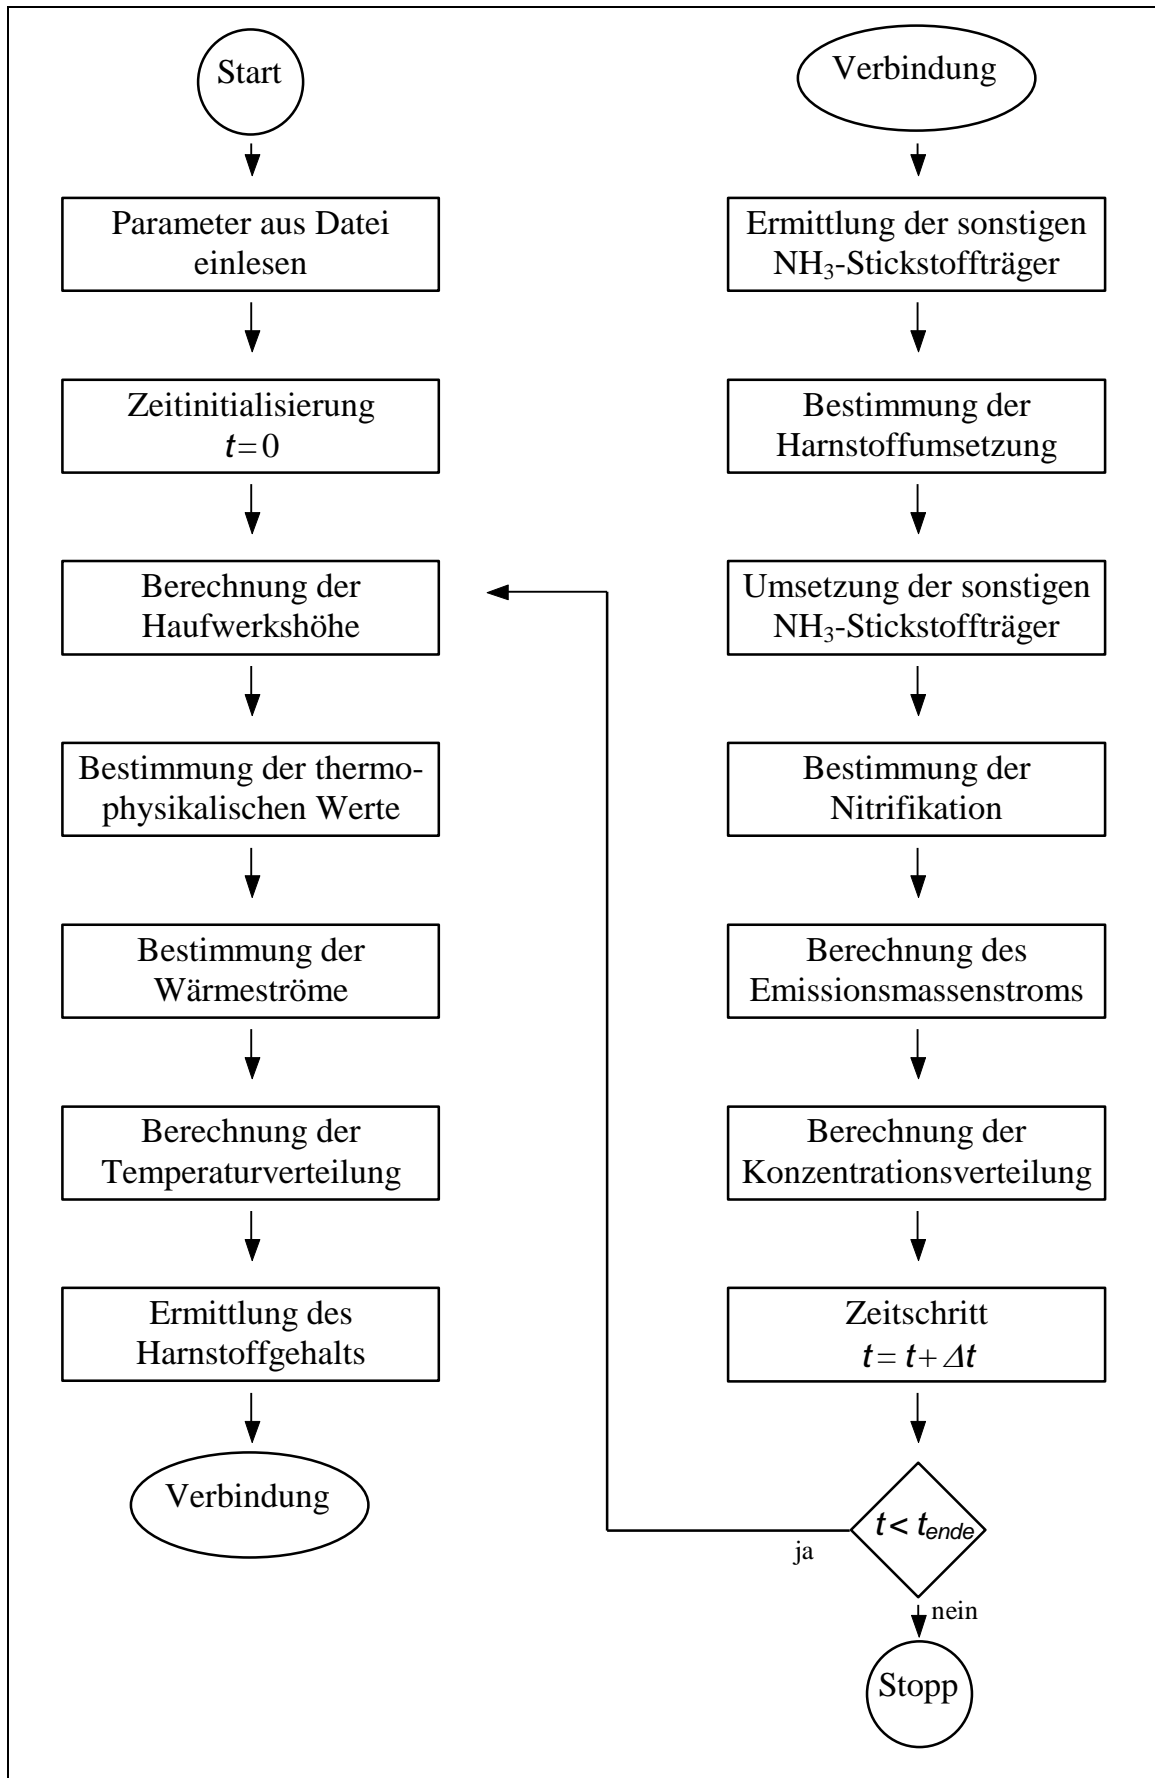 Start
Parameter aus Datei
einlesen
Zeitinitialisierung
t=0
Berechnung der
Haufwerkshöhe
Bestimmung der thermo-
physikalischen Werte
Bestimmung der
Wärmeströme
Berechnung der
Temperaturverteilung
Ermittlung des
Harnstoffgehalts
Verbindung
Verbindung
Ermittlung der sonstigen
NH₃-Stickstoffträger
Bestimmung der
Harnstoffumsetzung
Umsetzung der sonstigen
NH₃-Stickstoffträger
Bestimmung der
Nitrifikation
Berechnung des
Emissionsmassenstroms
Berechnung der
Konzentrationsverteilung
Zeitschritt
t= t+ Δt
t< t_ende
ja
nein
Stopp